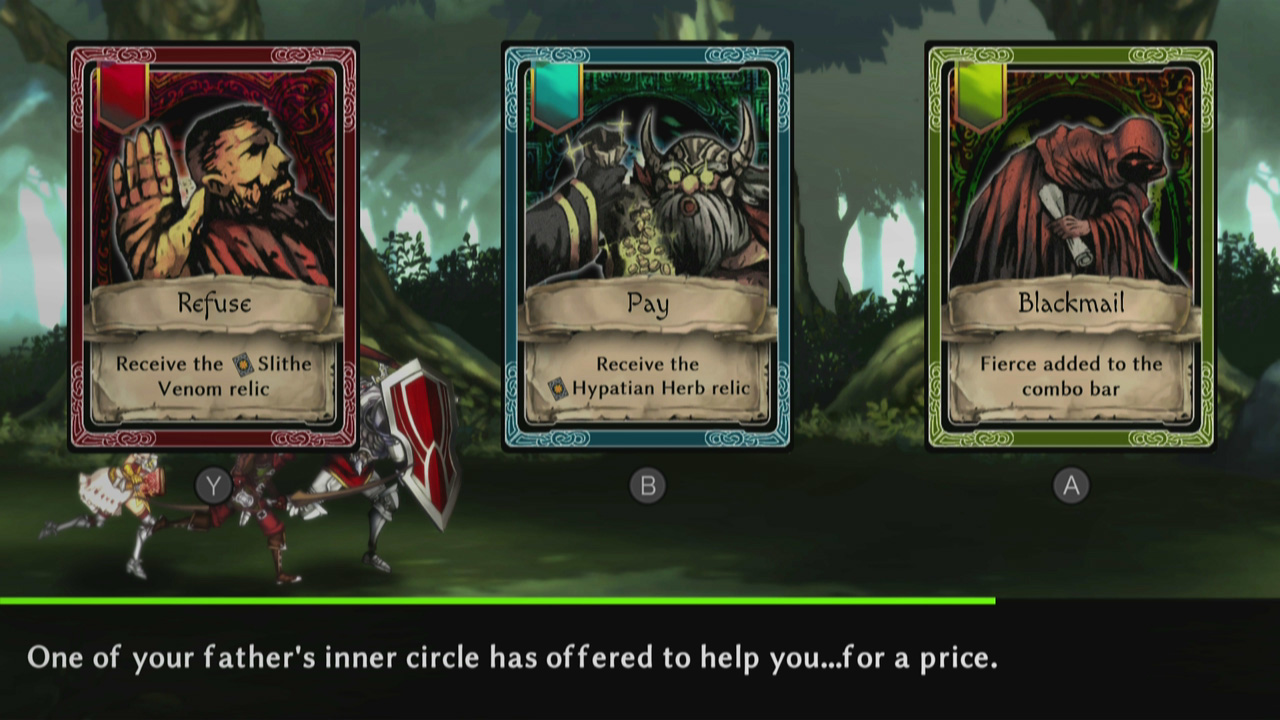 Refuse
Receive the Slithe
Venom relic
Y
Pay
Receive the
Hypatian Herb relic
B
Blackmail
Fierce added to the
combo bar
A
One of your father's inner circle has offered to help you...for a price.